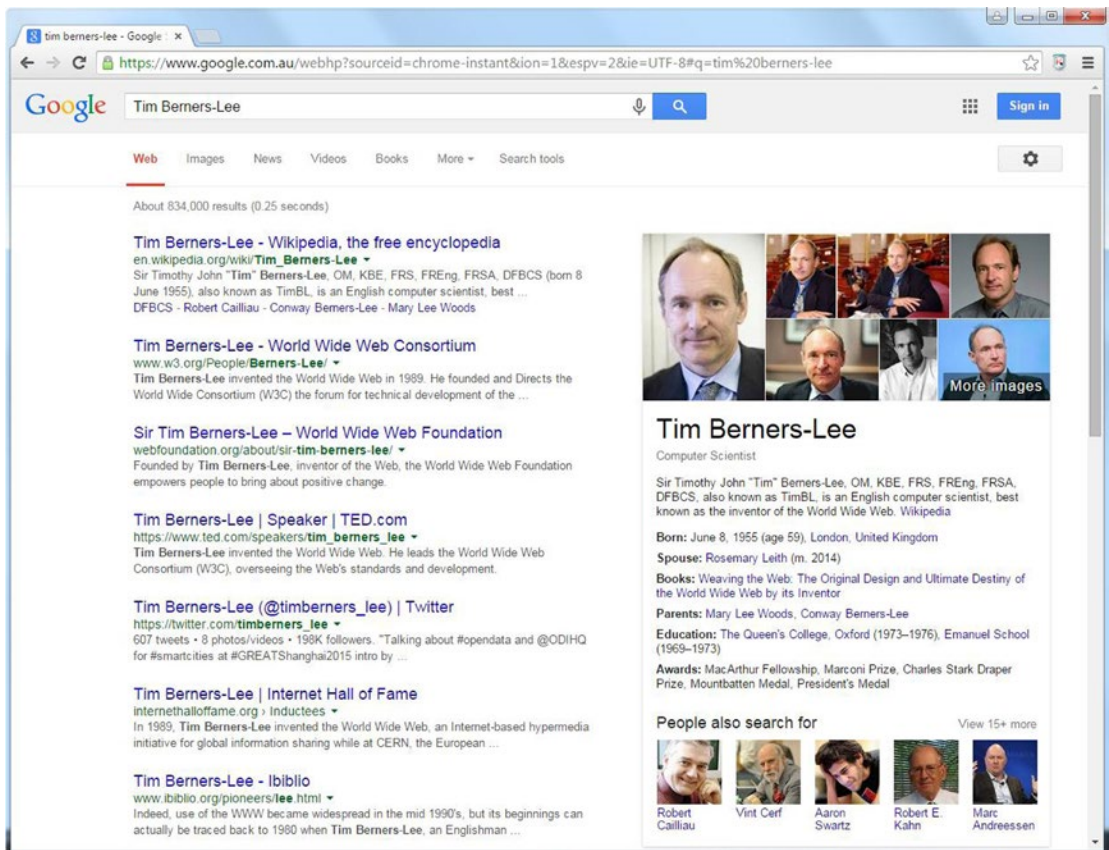 tim berners-lee - Google
https://www.google.com.au/webhp?sourceid=chrome-instant&ion=1&espv=2&ie=UTF-8#q=tim%20berners-lee
Google
Tim Berners-Lee
Sign in
Web Images News Videos Books More Search tools
About 834,000 results (0.25 seconds)
Tim Berners-Lee - Wikipedia, the free encyclopedia
en.wikipedia.org/wiki/Tim_Berners-Lee
Sir Timothy John "Tim" Berners-Lee, OM, KBE, FRS, FREng, FRSA, DFBCS (born 8
June 1955), also known as TimBL, is an English computer scientist, best ...
DFBCS - Robert Cailliau - Conway Berners-Lee - Mary Lee Woods
Tim Berners-Lee - World Wide Web Consortium
www.w3.org/People/Berners-Lee/
Tim Berners-Lee invented the World Wide Web in 1989. He founded and Directs the
World Wide Consortium (W3C) the forum for technical development of the ...
Sir Tim Berners-Lee – World Wide Web Foundation
webfoundation.org/about/sir-tim-berners-lee/
Founded by Tim Berners-Lee, inventor of the Web, the World Wide Web Foundation
empowers people to bring about positive change.
Tim Berners-Lee | Speaker | TED.com
https://www.ted.com/speakers/tim_berners_lee
Tim Berners-Lee invented the World Wide Web. He leads the World Wide Web
Consortium (W3C), overseeing the Web's standards and development.
Tim Berners-Lee (@timberners_lee) | Twitter
https://twitter.com/timberners_lee
607 tweets • 8 photos/videos • 198K followers. "Talking about #opendata and @ODIHQ
for #smartcities at #GREATShanghai2015 intro by ...
Tim Berners-Lee | Internet Hall of Fame
internethalloffame.org › Inductees
In 1989, Tim Berners-Lee invented the World Wide Web, an Internet-based hypermedia
initiative for global information sharing while at CERN, the European ...
Tim Berners-Lee - Ibiblio
www.ibiblio.org/pioneers/lee.html
Indeed, use of the WWW became widespread in the mid 1990's, but its beginnings can
actually be traced back to 1980 when Tim Berners-Lee, an Englishman ...
More images
Tim Berners-Lee
Computer Scientist
Sir Timothy John "Tim" Berners-Lee, OM, KBE, FRS, FREng, FRSA,
DFBCS, also known as TimBL, is an English computer scientist, best
known as the inventor of the World Wide Web. Wikipedia
Born: June 8, 1955 (age 59), London, United Kingdom
Spouse: Rosemary Leith (m. 2014)
Books: Weaving the Web: The Original Design and Ultimate Destiny of
the World Wide Web by its Inventor
Parents: Mary Lee Woods, Conway Berners-Lee
Education: The Queen's College, Oxford (1973–1976), Emanuel School
(1969–1973)
Awards: MacArthur Fellowship, Marconi Prize, Charles Stark Draper
Prize, Mountbatten Medal, President's Medal
People also search for View 15+ more
Robert
Cailliau
Vint Cerf
Aaron
Swartz
Robert E.
Kahn
Marc
Andreessen